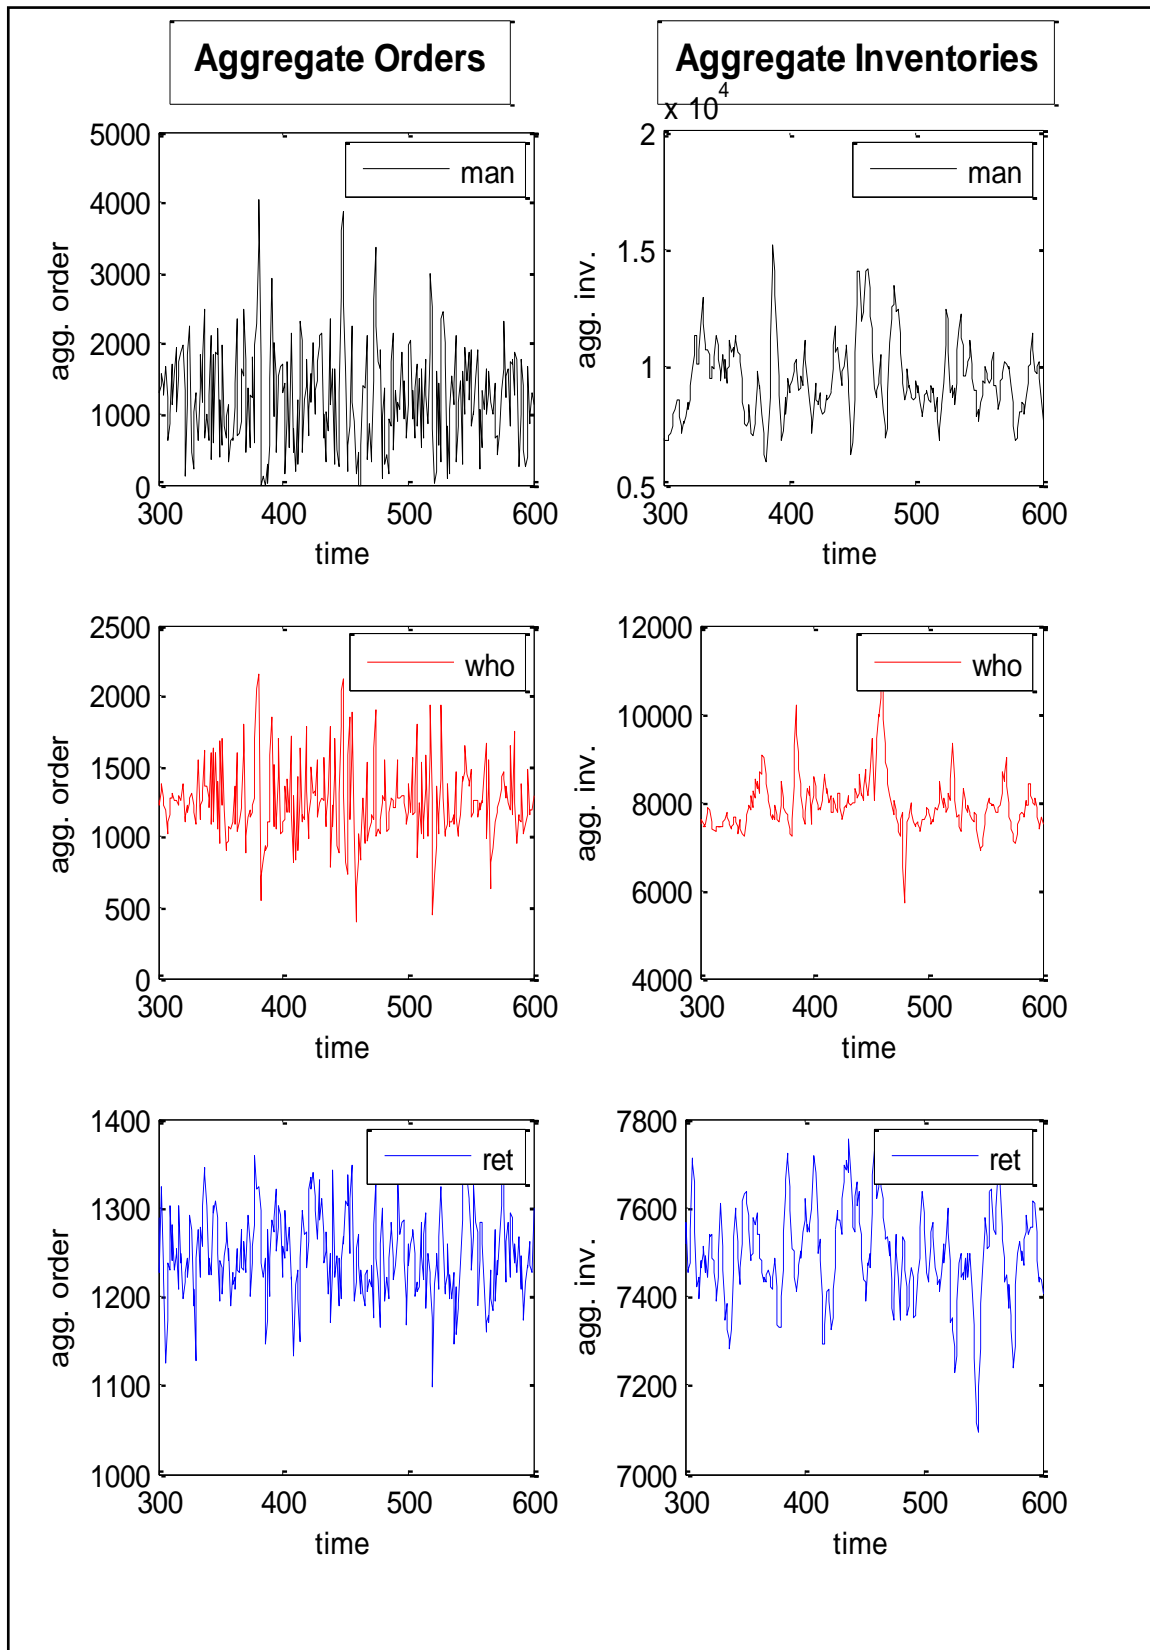 Aggregate Orders
Aggregate Inventories
x 10^4
5000
4000
3000
2000
1000
0
300
400
500
600
agg. order
time
man
2
1.5
1
0.5
300
400
500
600
agg. inv.
time
man
2500
2000
1500
1000
500
0
300
400
500
600
agg. order
time
who
12000
10000
8000
6000
4000
300
400
500
600
agg. inv.
time
who
1400
1300
1200
1100
1000
300
400
500
600
agg. order
time
ret
7800
7600
7400
7200
7000
300
400
500
600
agg. inv.
time
ret